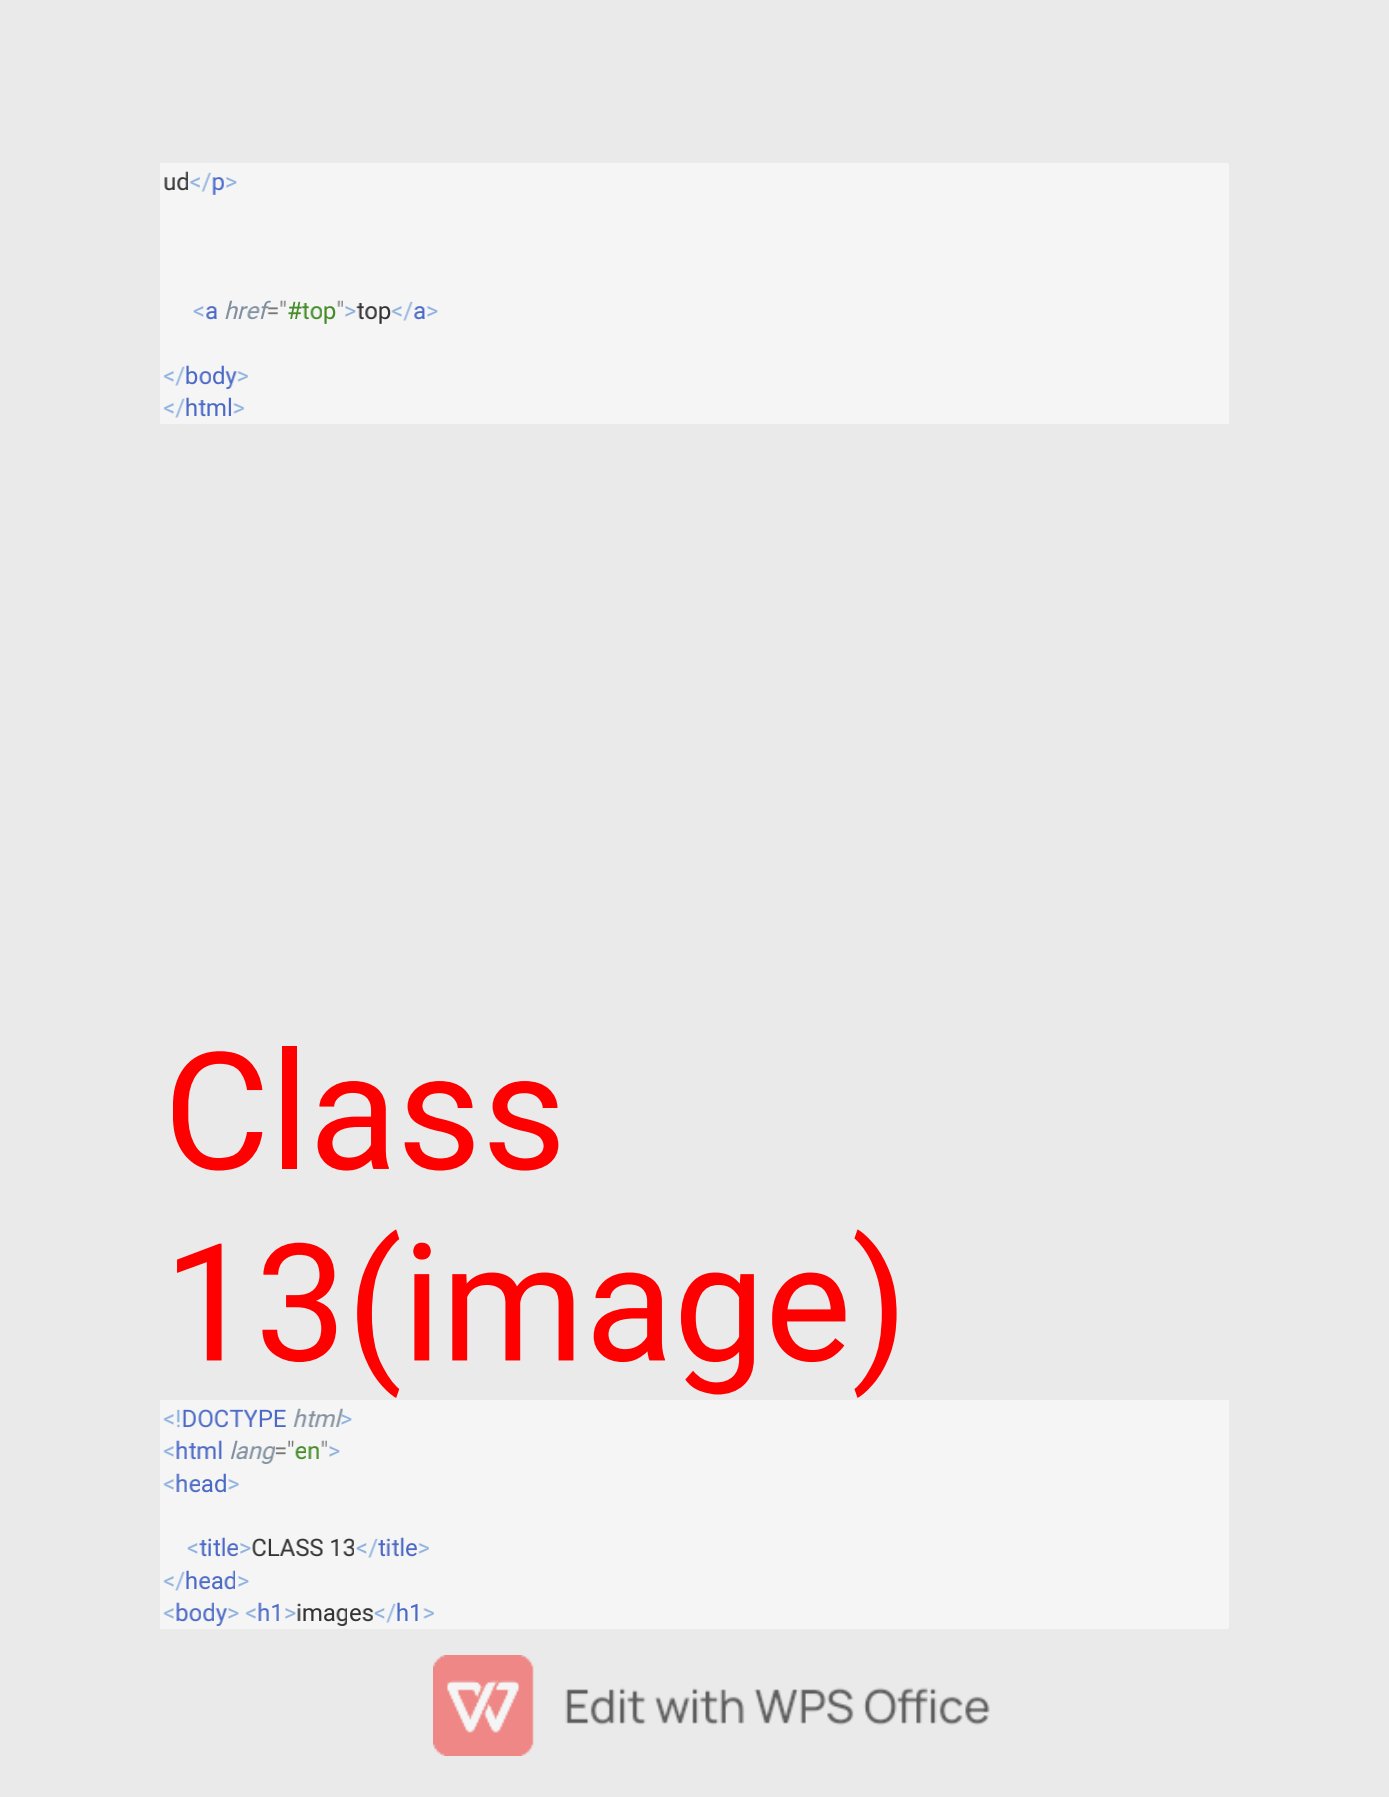 ud</p>
<a href="#top">top</a>
</body>
</html>
Class
13(image)
<!DOCTYPE html>
<html lang="en">
<head>
<title>CLASS 13</title>
</head>
<body> <h1>images</h1>
Edit with WPS Office